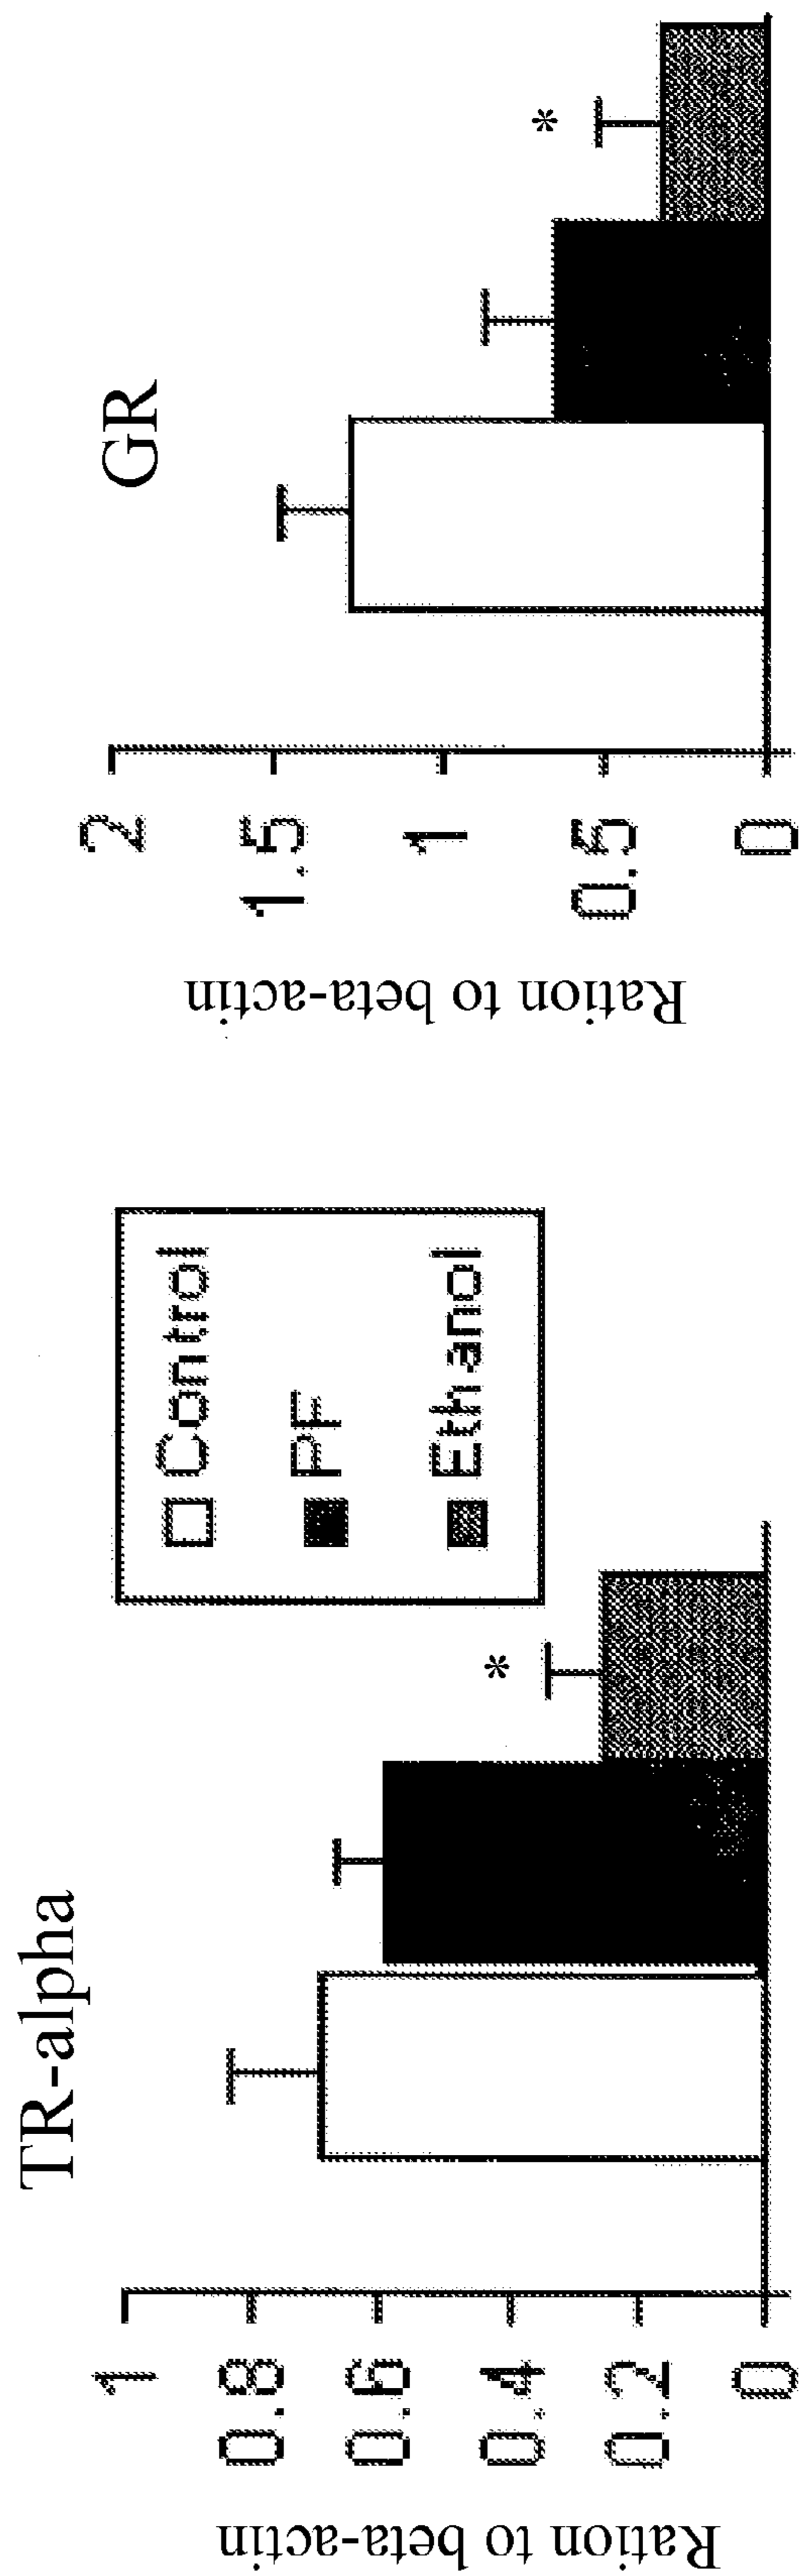 TR-alpha
Ration to beta-actin
1
0.8
0.6
0.4
0.2
0
*
Control
PF
Ethanol
GR
Ration to beta-actin
2
1.5
1
0.5
0
*